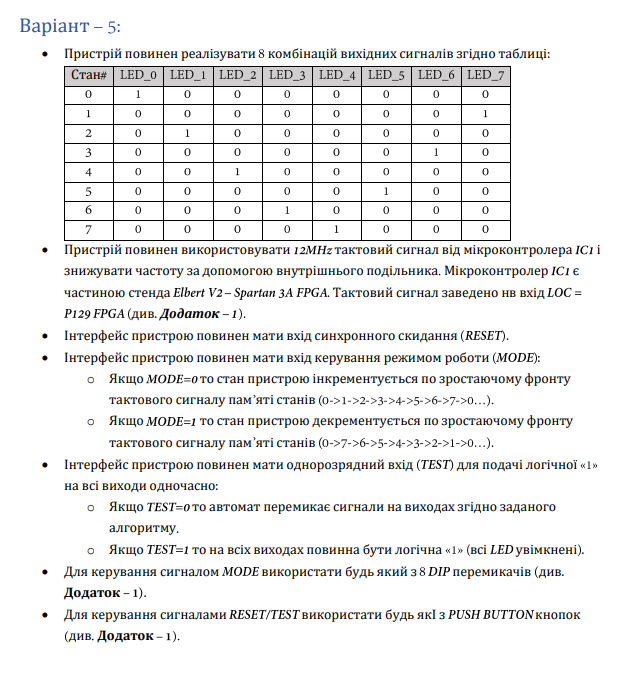 Варіант – 5:
• Пристрій повинен реалізувати 8 комбінацій вихідних сигналів згідно таблиці:
Стан# LED_0 LED_1 LED_2 LED_3 LED_4 LED_5 LED_6 LED_7
0 1 0 0 0 0 0 0 0
1 0 0 0 0 0 0 0 1
2 0 1 0 0 0 0 0 0
3 0 0 0 0 0 0 1 0
4 0 0 1 0 0 0 0 0
5 0 0 0 0 0 1 0 0
6 0 0 0 1 0 0 0 0
7 0 0 0 0 1 0 0 0
• Пристрій повинен використовувати 12MHz тактовий сигнал від мікроконтролера IC1 і
знижувати частоту за допомогою внутрішнього подільника. Мікроконтролер IC1 є
частиною стенда Elbert V2 – Spartan 3A FPGA. Тактовий сигнал заведено нв вхід LOC =
P129 FPGA (див. Додаток – 1).
• Інтерфейс пристрою повинен мати вхід синхронного скидання (RESET).
• Інтерфейс пристрою повинен мати вхід керування режимом роботи (MODE):
o Якщо MODE=0 то стан пристрою інкрементується по зростаючому фронту
тактового сигналу пам'яті станів (0->1->2->3->4->5->6->7->0...).
o Якщо MODE=1 то стан пристрою декрементується по зростаючому фронту
тактового сигналу пам'яті станів (0->7->6->5->4->3->2->1->0...).
• Інтерфейс пристрою повинен мати однорозрядний вхід (TEST) для подачі логічної «1»
на всі виходи одночасно:
o Якщо TEST=0 то автомат перемикає сигнали на виходах згідно заданого
алгоритму.
o Якщо TEST=1 то на всіх виходах повинна бути логічна «1» (всі LED увімкнені).
• Для керування сигналом MODE використати будь який з 8 DIP перемикачів (див.
Додаток – 1).
• Для керування сигналами RESET/TEST використати будь якІ з PUSH BUTTON кнопок
(див. Додаток – 1).